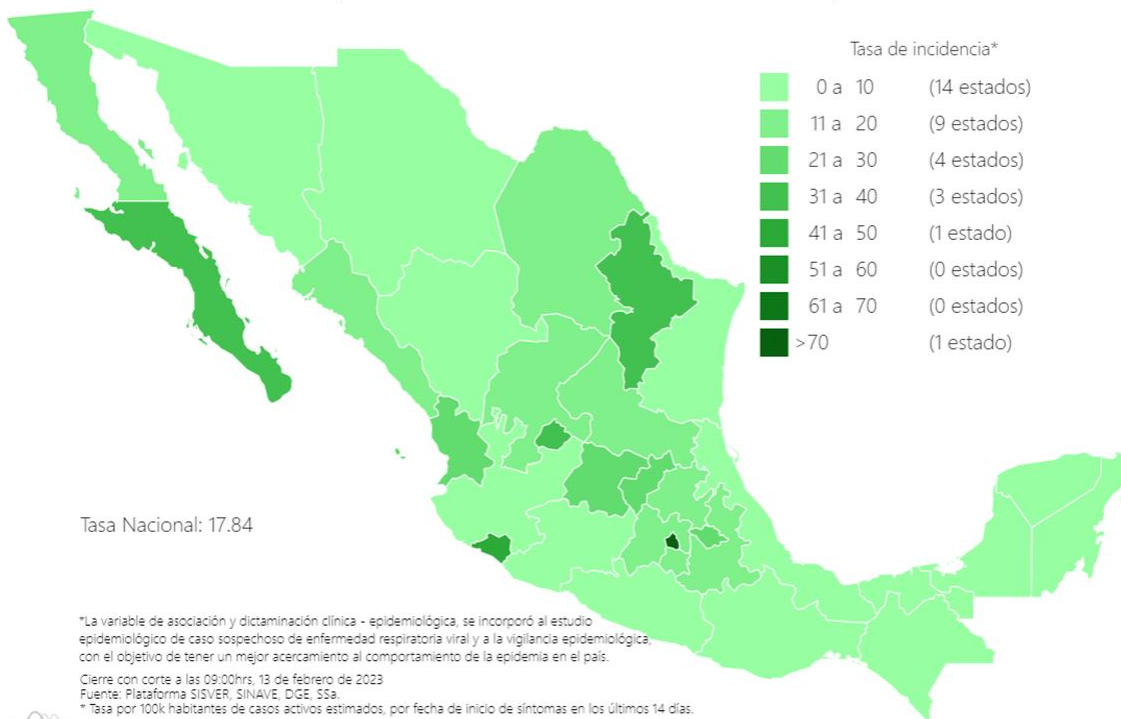 Tasa de incidencia*
0 a 10 (14 estados)
11 a 20 (9 estados)
21 a 30 (4 estados)
31 a 40 (3 estados)
41 a 50 (1 estado)
51 a 60 (0 estados)
61 a 70 (0 estados)
>70 (1 estado)
Tasa Nacional: 17.84
*La variable de asociación y dictaminación clínica - epidemiológica, se incorporó al estudio
epidemiológico de caso sospechoso de enfermedad respiratoria viral y a la vigilancia epidemiológica,
con el objetivo de tener un mejor acercamiento al comportamiento de la epidemia en el país.
Cierre con corte a las 09:00hrs, 13 de febrero de 2023
Fuente: Plataforma SISVER, SINAVE, DGE, SSa.
* Tasa por 100k habitantes de casos activos estimados, por fecha de inicio de síntomas en los últimos 14 días.